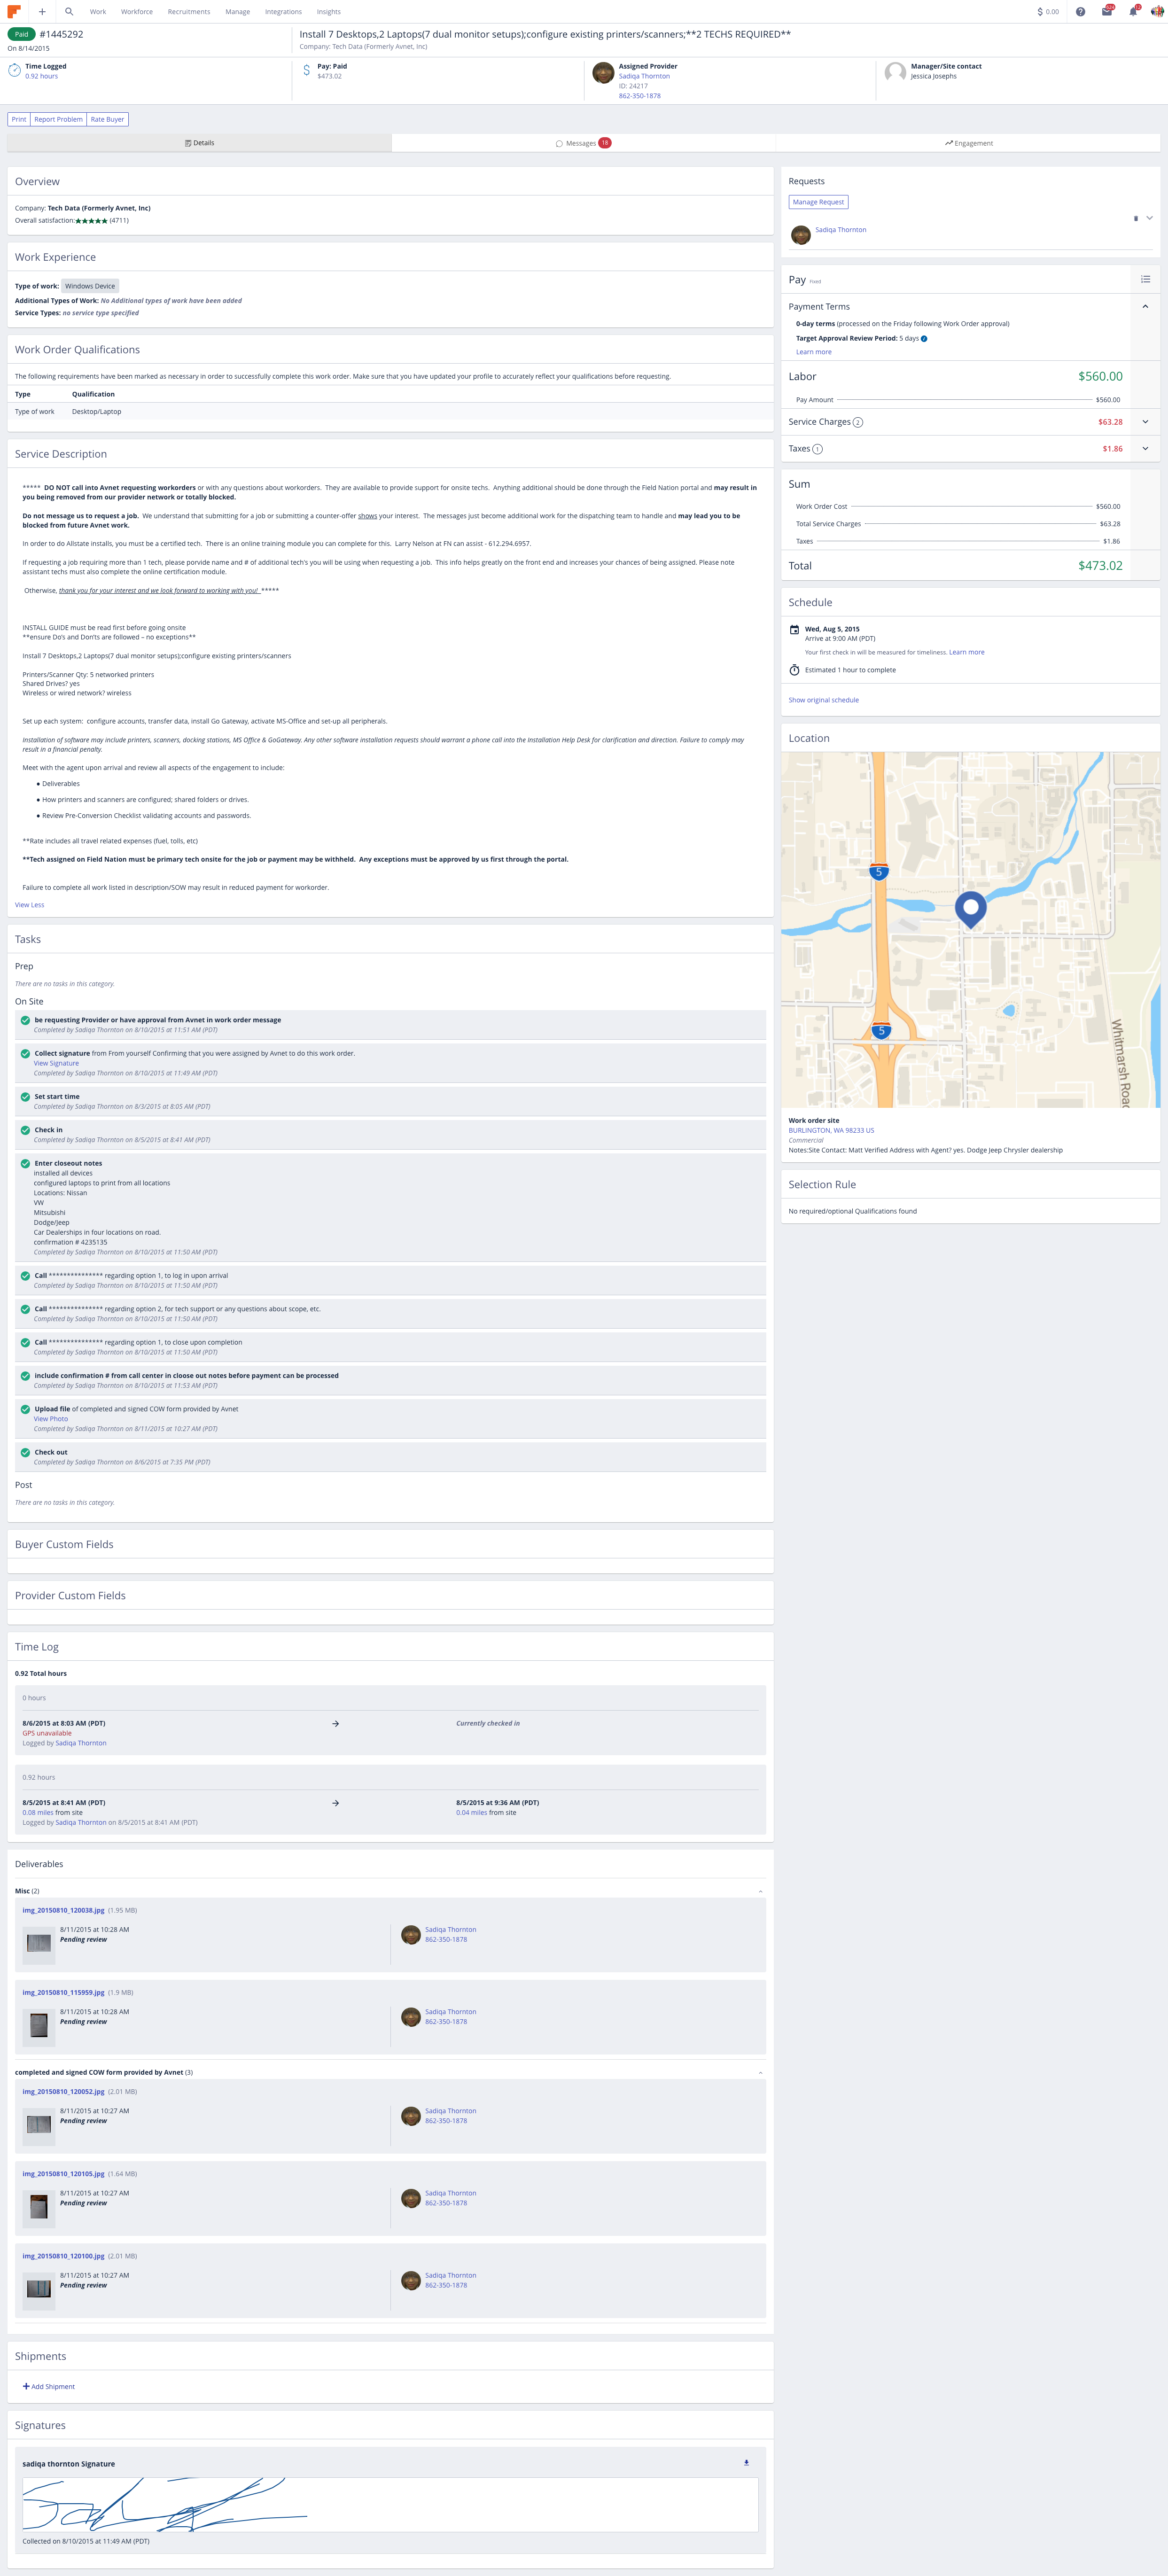 Work Workforce Recruitments Manage Integrations Insights 0.00
Paid #1445292
On 8/14/2015
Install 7 Desktops,2 Laptops(7 dual monitor setups);configure existing printers/scanners;**2 TECHS REQUIRED**
Company: Tech Data (Formerly Avnet, Inc)
Time Logged
0.92 hours
Pay: Paid
$473.02
Assigned Provider
Sadiqa Thornton
ID: 24217
862-350-1878
Manager/Site contact
Jessica Josephs
Print Report Problem Rate Buyer
Details Messages 18 Engagement
Overview
Company: Tech Data (Formerly Avnet, Inc)
Overall satisfaction:★★★★★ (4711)
Work Experience
Type of work: Windows Device
Additional Types of Work: No Additional types of work have been added
Service Types: no service type specified
Work Order Qualifications
The following requirements have been marked as necessary in order to successfully complete this work order. Make sure that you have updated your profile to accurately reflect your qualifications before requesting.
Type Qualification
Type of work Desktop/Laptop
Service Description
***** DO NOT call into Avnet requesting workorders or with any questions about workorders. They are available to provide support for onsite techs. Anything additional should be done through the Field Nation portal and may result in
you being removed from our provider network or totally blocked.
Do not message us to request a job. We understand that submitting for a job or submitting a counter-offer shows your interest. The messages just become additional work for the dispatching team to handle and may lead you to be
blocked from future Avnet work.
In order to do Allstate installs, you must be a certified tech. There is an online training module you can complete for this. Larry Nelson at FN can assist - 612.294.6957.
If requesting a job requiring more than 1 tech, please provide name and # of additional tech's you will be using when requesting a job. This info helps greatly on the front end and increases your chances of being assigned. Please note
assistant techs must also complete the online certification module.
Otherwise, thank you for your interest and we look forward to working with you! *****
INSTALL GUIDE must be read first before going onsite
**ensure Do's and Don'ts are followed – no exceptions**
Install 7 Desktops,2 Laptops(7 dual monitor setups);configure existing printers/scanners
Printers/Scanner Qty: 5 networked printers
Shared Drives? yes
Wireless or wired network? wireless
Set up each system: configure accounts, transfer data, install Go Gateway, activate MS-Office and set-up all peripherals.
Installation of software may include printers, scanners, docking stations, MS Office & GoGateway. Any other software installation requests should warrant a phone call into the Installation Help Desk for clarification and direction. Failure to comply may
result in a financial penalty.
Meet with the agent upon arrival and review all aspects of the engagement to include:
● Deliverables
● How printers and scanners are configured; shared folders or drives.
● Review Pre-Conversion Checklist validating accounts and passwords.
**Rate includes all travel related expenses (fuel, tolls, etc)
**Tech assigned on Field Nation must be primary tech onsite for the job or payment may be withheld. Any exceptions must be approved by us first through the portal.
Failure to complete all work listed in description/SOW may result in reduced payment for workorder.
View Less
Tasks
Prep
There are no tasks in this category.
On Site
be requesting Provider or have approval from Avnet in work order message
Completed by Sadiqa Thornton on 8/10/2015 at 11:51 AM (PDT)
Collect signature from From yourself Confirming that you were assigned by Avnet to do this work order.
View Signature
Completed by Sadiqa Thornton on 8/10/2015 at 11:49 AM (PDT)
Set start time
Completed by Sadiqa Thornton on 8/3/2015 at 8:05 AM (PDT)
Check in
Completed by Sadiqa Thornton on 8/5/2015 at 8:41 AM (PDT)
Enter closeout notes
installed all devices
configured laptops to print from all locations
Locations: Nissan
VW
Mitsubishi
Dodge/Jeep
Car Dealerships in four locations on road.
confirmation # 4235135
Completed by Sadiqa Thornton on 8/10/2015 at 11:50 AM (PDT)
Call *************** regarding option 1, to log in upon arrival
Completed by Sadiqa Thornton on 8/10/2015 at 11:50 AM (PDT)
Call *************** regarding option 2, for tech support or any questions about scope, etc.
Completed by Sadiqa Thornton on 8/10/2015 at 11:50 AM (PDT)
Call *************** regarding option 1, to close upon completion
Completed by Sadiqa Thornton on 8/10/2015 at 11:50 AM (PDT)
include confirmation # from call center in cloose out notes before payment can be processed
Completed by Sadiqa Thornton on 8/10/2015 at 11:53 AM (PDT)
Upload file of completed and signed COW form provided by Avnet
View Photo
Completed by Sadiqa Thornton on 8/11/2015 at 10:27 AM (PDT)
Check out
Completed by Sadiqa Thornton on 8/6/2015 at 7:35 PM (PDT)
Post
There are no tasks in this category.
Buyer Custom Fields
Provider Custom Fields
Time Log
0.92 Total hours
0 hours
8/6/2015 at 8:03 AM (PDT) Currently checked in
GPS unavailable
Logged by Sadiqa Thornton
0.92 hours
8/5/2015 at 8:41 AM (PDT) 8/5/2015 at 9:36 AM (PDT)
0.08 miles from site 0.04 miles from site
Logged by Sadiqa Thornton on 8/5/2015 at 8:41 AM (PDT)
Deliverables
Misc (2)
img_20150810_120038.jpg (1.95 MB)
8/11/2015 at 10:28 AM Sadiqa Thornton
Pending review 862-350-1878
img_20150810_115959.jpg (1.9 MB)
8/11/2015 at 10:28 AM Sadiqa Thornton
Pending review 862-350-1878
completed and signed COW form provided by Avnet (3)
img_20150810_120052.jpg (2.01 MB)
8/11/2015 at 10:27 AM Sadiqa Thornton
Pending review 862-350-1878
img_20150810_120105.jpg (1.64 MB)
8/11/2015 at 10:27 AM Sadiqa Thornton
Pending review 862-350-1878
img_20150810_120100.jpg (2.01 MB)
8/11/2015 at 10:27 AM Sadiqa Thornton
Pending review 862-350-1878
Shipments
+ Add Shipment
Signatures
sadiqa thornton Signature
Collected on 8/10/2015 at 11:49 AM (PDT)
Requests
Manage Request
Sadiqa Thornton
Pay Fixed
Payment Terms
0-day terms (processed on the Friday following Work Order approval)
Target Approval Review Period: 5 days
Learn more
Labor $560.00
Pay Amount $560.00
Service Charges 2 $63.28
Taxes 1 $1.86
Sum
Work Order Cost $560.00
Total Service Charges $63.28
Taxes $1.86
Total $473.02
Schedule
Wed, Aug 5, 2015
Arrive at 9:00 AM (PDT)
Your first check in will be measured for timeliness. Learn more
Estimated 1 hour to complete
Show original schedule
Location
5
5
Whitmarsh Road
Work order site
BURLINGTON, WA 98233 US
Commercial
Notes:Site Contact: Matt Verified Address with Agent? yes. Dodge Jeep Chrysler dealership
Selection Rule
No required/optional Qualifications found